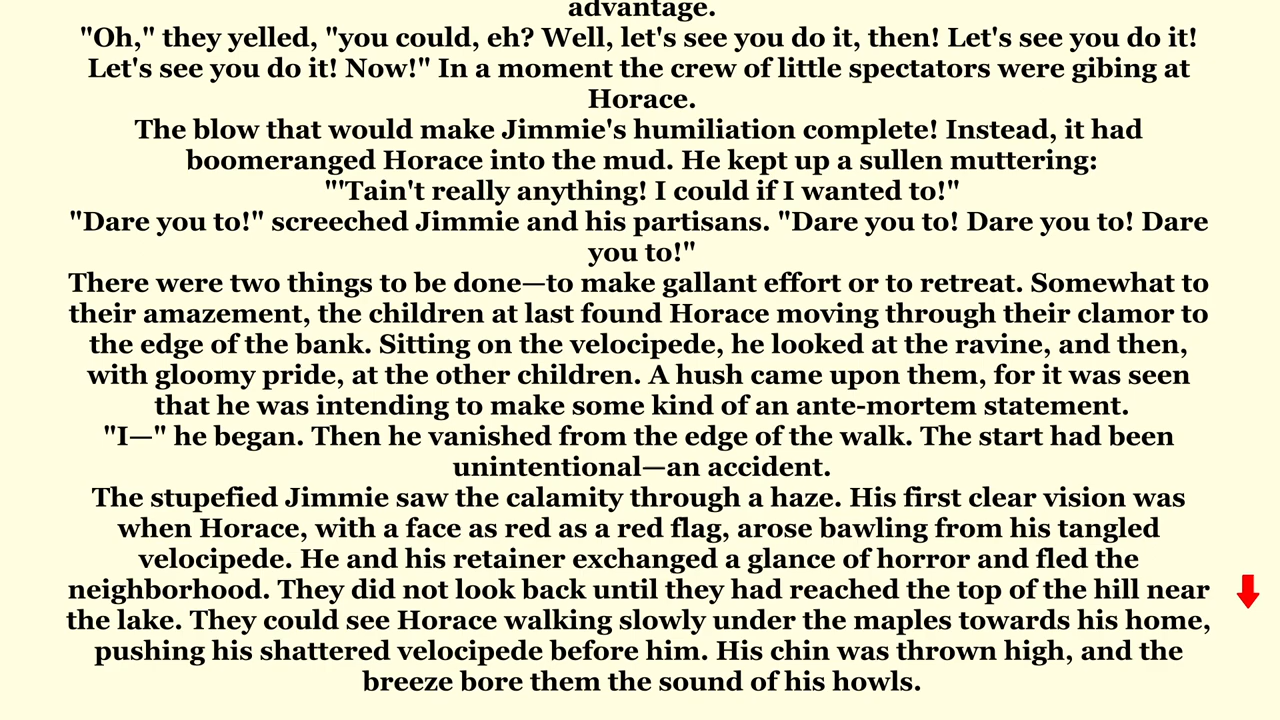 advantage.
"Oh," they yelled, "you could, eh? Well, let's see you do it, then! Let's see you do it!
Let's see you do it! Now!" In a moment the crew of little spectators were gibing at
Horace.
The blow that would make Jimmie's humiliation complete! Instead, it had
boomeranged Horace into the mud. He kept up a sullen muttering:
"'Tain't really anything! I could if I wanted to!"
"Dare you to!" screeched Jimmie and his partisans. "Dare you to! Dare you to! Dare
you to!"
There were two things to be done—to make gallant effort or to retreat. Somewhat to
their amazement, the children at last found Horace moving through their clamor to
the edge of the bank. Sitting on the velocipede, he looked at the ravine, and then,
with gloomy pride, at the other children. A hush came upon them, for it was seen
that he was intending to make some kind of an ante-mortem statement.
"I—" he began. Then he vanished from the edge of the walk. The start had been
unintentional—an accident.
The stupefied Jimmie saw the calamity through a haze. His first clear vision was
when Horace, with a face as red as a red flag, arose bawling from his tangled
velocipede. He and his retainer exchanged a glance of horror and fled the
neighborhood. They did not look back until they had reached the top of the hill near
the lake. They could see Horace walking slowly under the maples towards his home,
pushing his shattered velocipede before him. His chin was thrown high, and the
breeze bore them the sound of his howls.